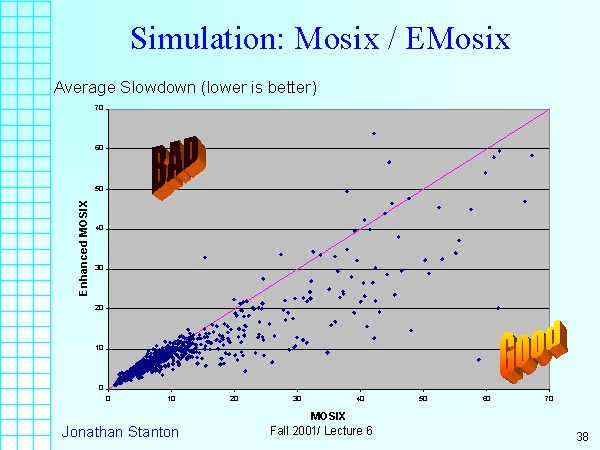 Simulation: Mosix / EMosix
Average Slowdown (lower is better)
70
60
50
40
30
20
10
0
BAD
Good
Enhanced MOSIX
0 10 20 30 40 50 60 70
MOSIX
Jonathan Stanton
Fall 2001/ Lecture 6
38